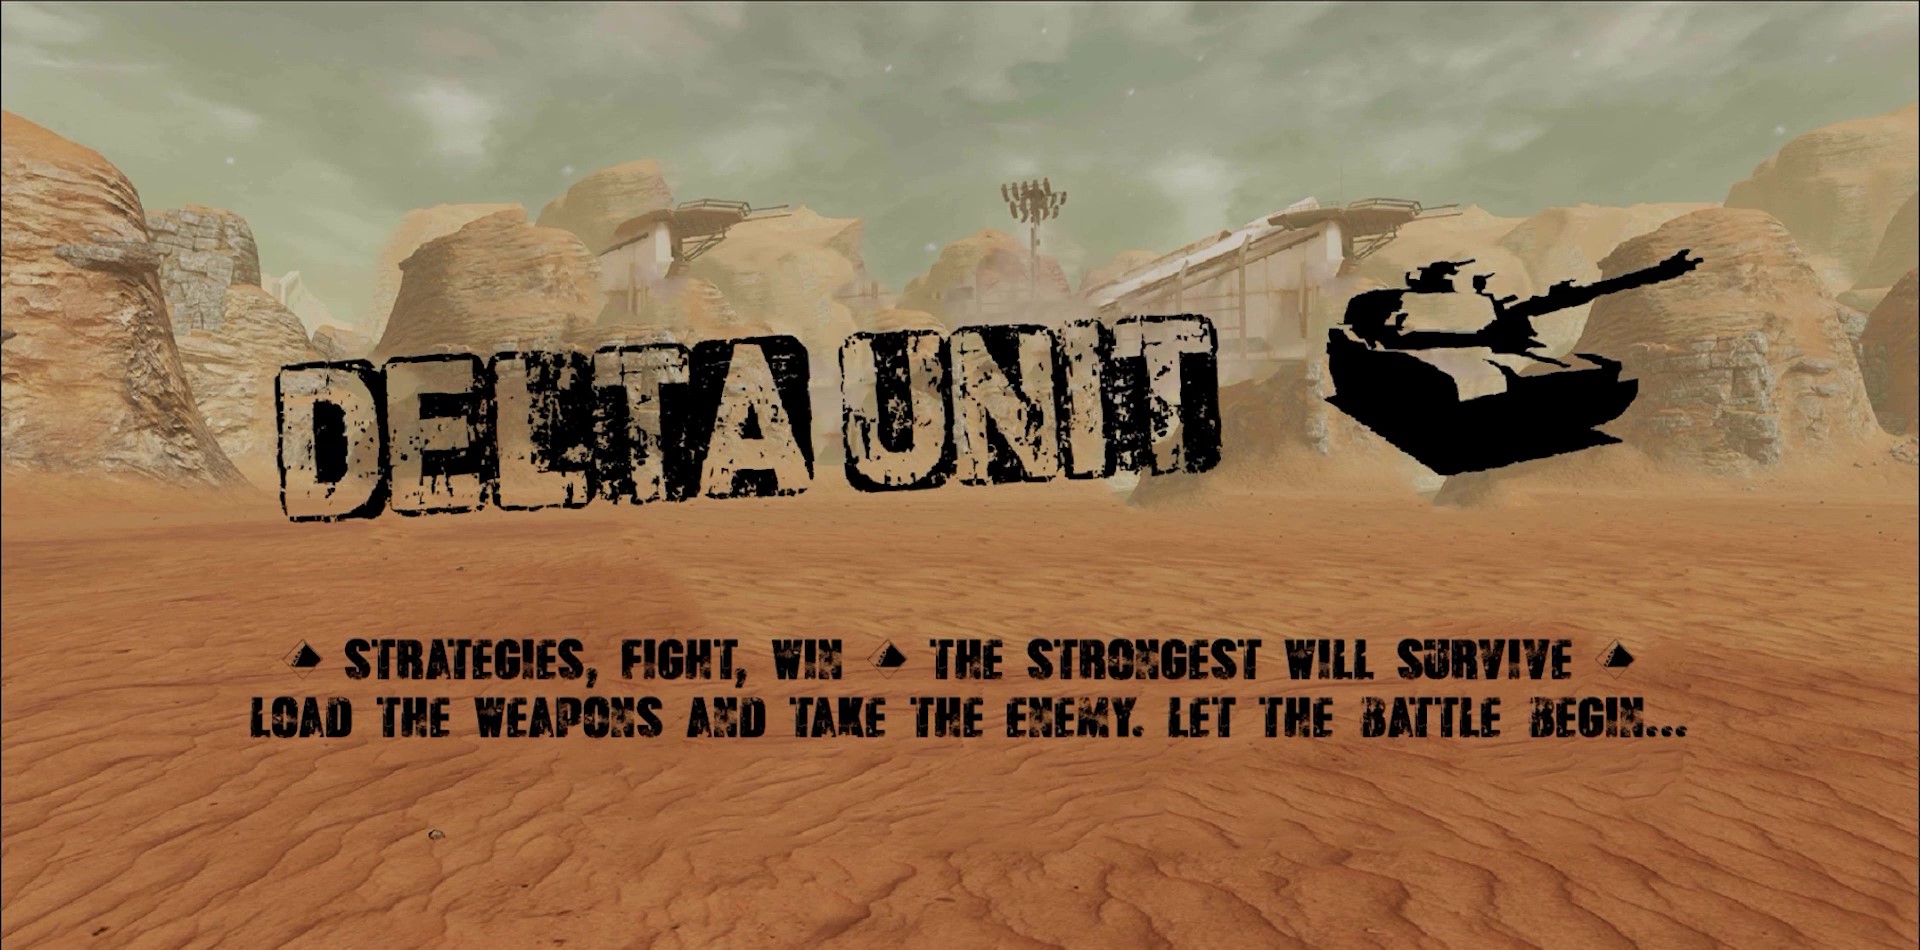 DELTA UNIT
STRATEGIES, FIGHT, WIN THE STRONGEST WILL SURVIVE
LOAD THE WEAPONS AND TAKE THE ENEMY. LET THE BATTLE BEGIN...